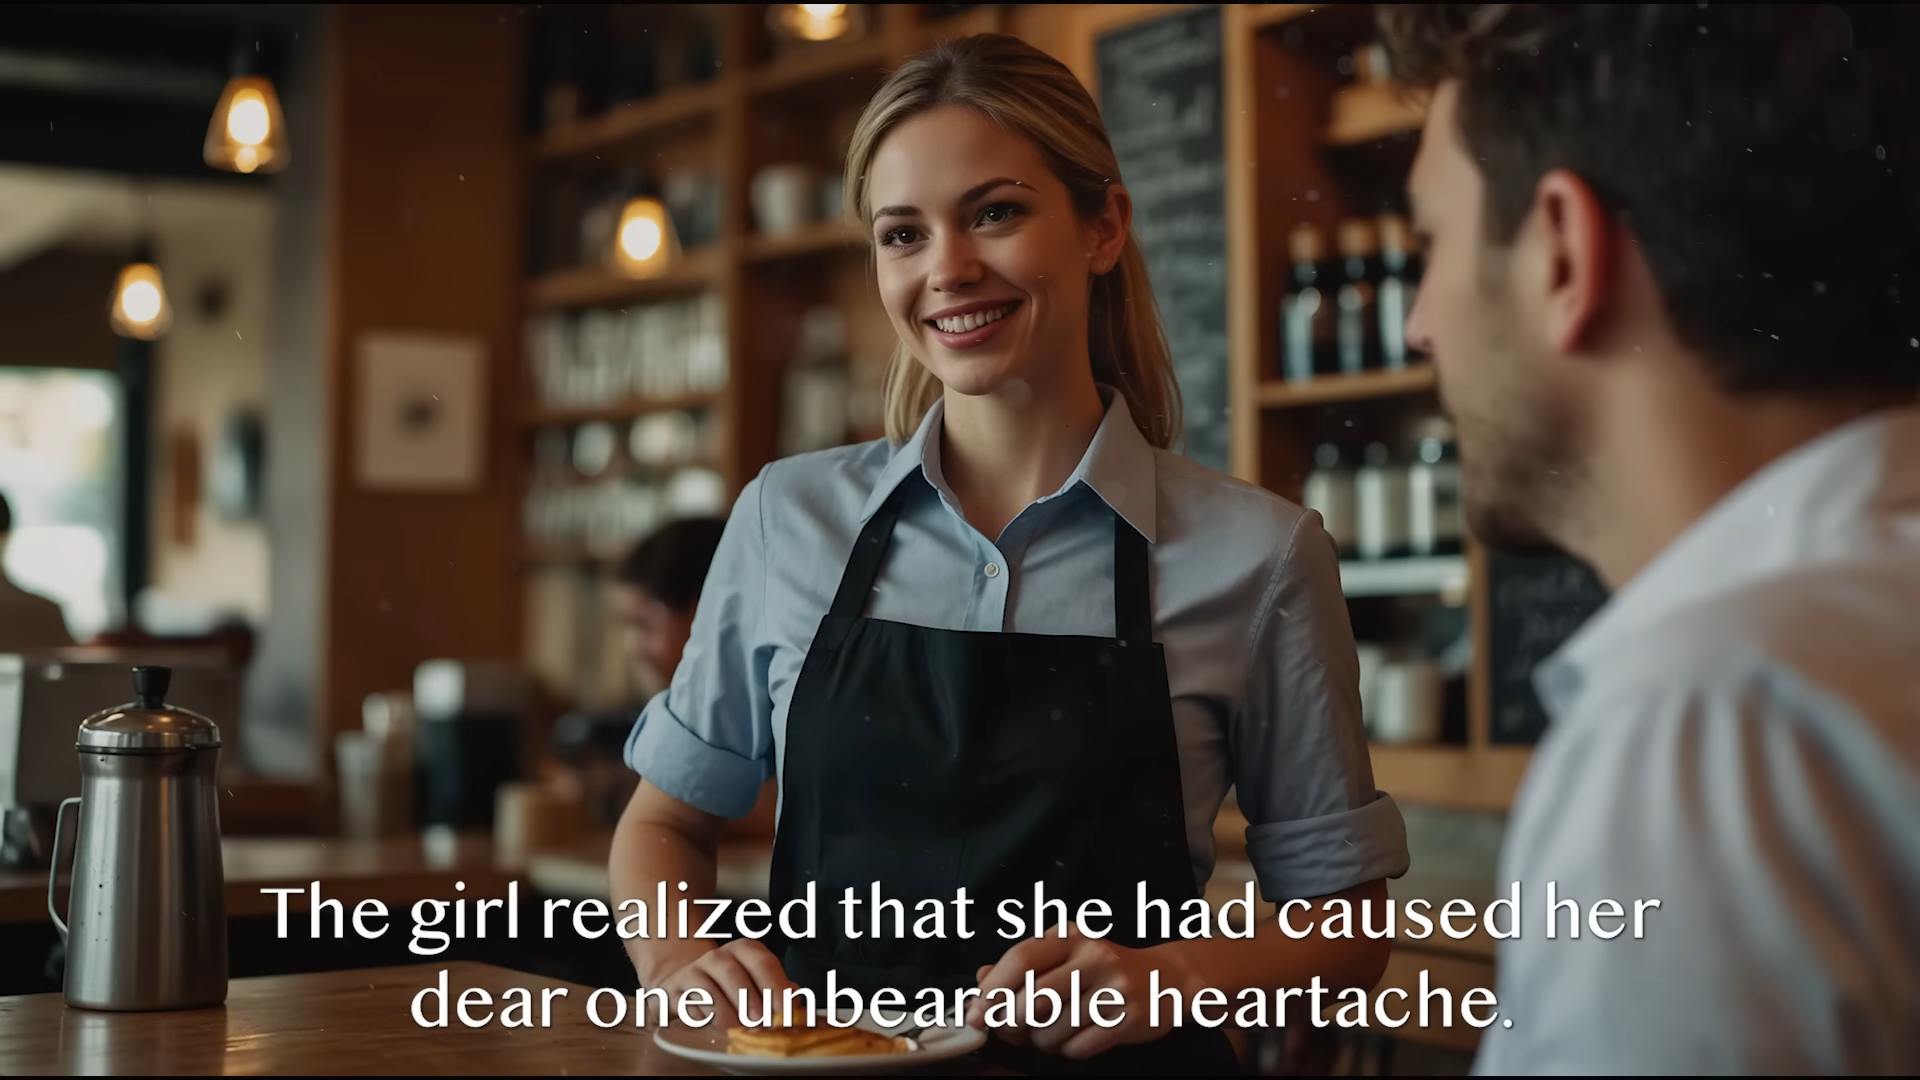 The girl realized that she had caused her
dear one unbearable heartache.